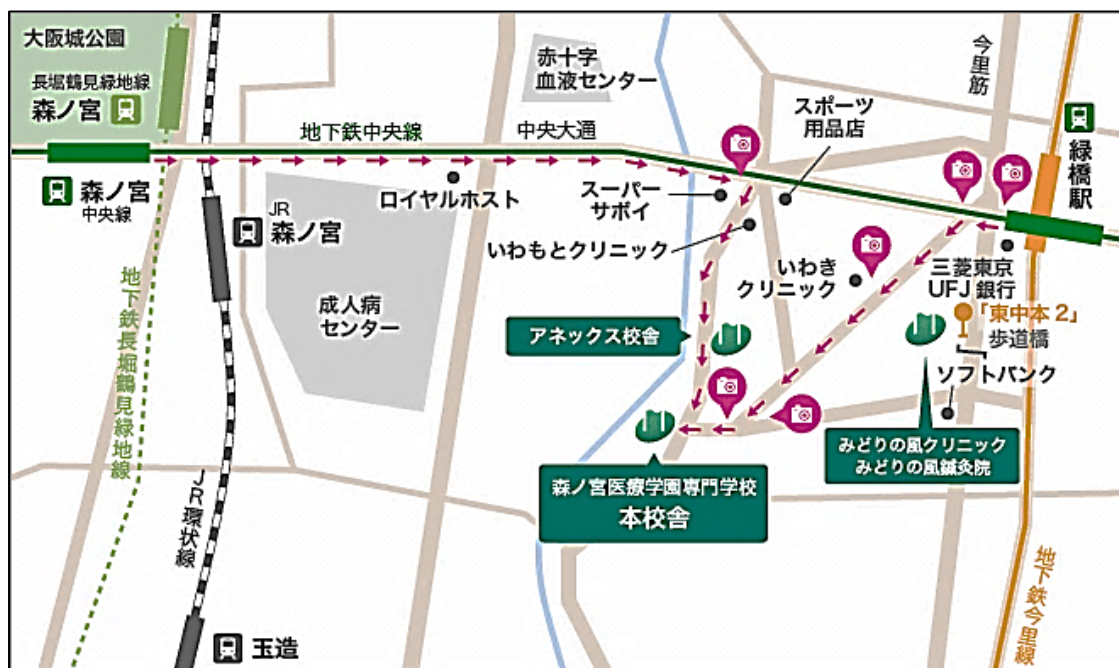 大阪城公園
長堀鶴見緑地線
森ノ宮
赤十字
血液センター
今里筋
スポーツ
用品店
地下鉄中央線
中央大通
緑橋駅
森ノ宮
中央線
ロイヤルホスト
スーパー
サボイ
JR
森ノ宮
いわもとクリニック
いわき
クリニック
三菱東京
UFJ銀行
「東中本2」
歩道橋
成人病
センター
アネックス校舎
ソフトバンク
地下鉄長堀鶴見緑地線
みどりの風クリニック
みどりの風鍼灸院
森ノ宮医療学園専門学校
本校舎
JR環状線
地下鉄今里線
玉造